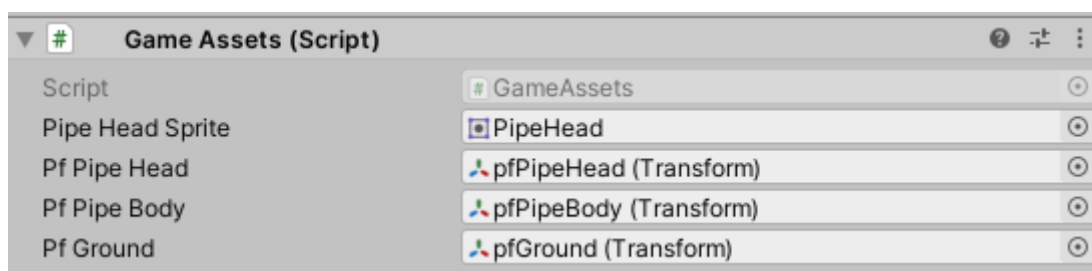 Game Assets (Script)
Script GameAssets
Pipe Head Sprite PipeHead
Pf Pipe Head pfPipeHead (Transform)
Pf Pipe Body pfPipeBody (Transform)
Pf Ground pfGround (Transform)